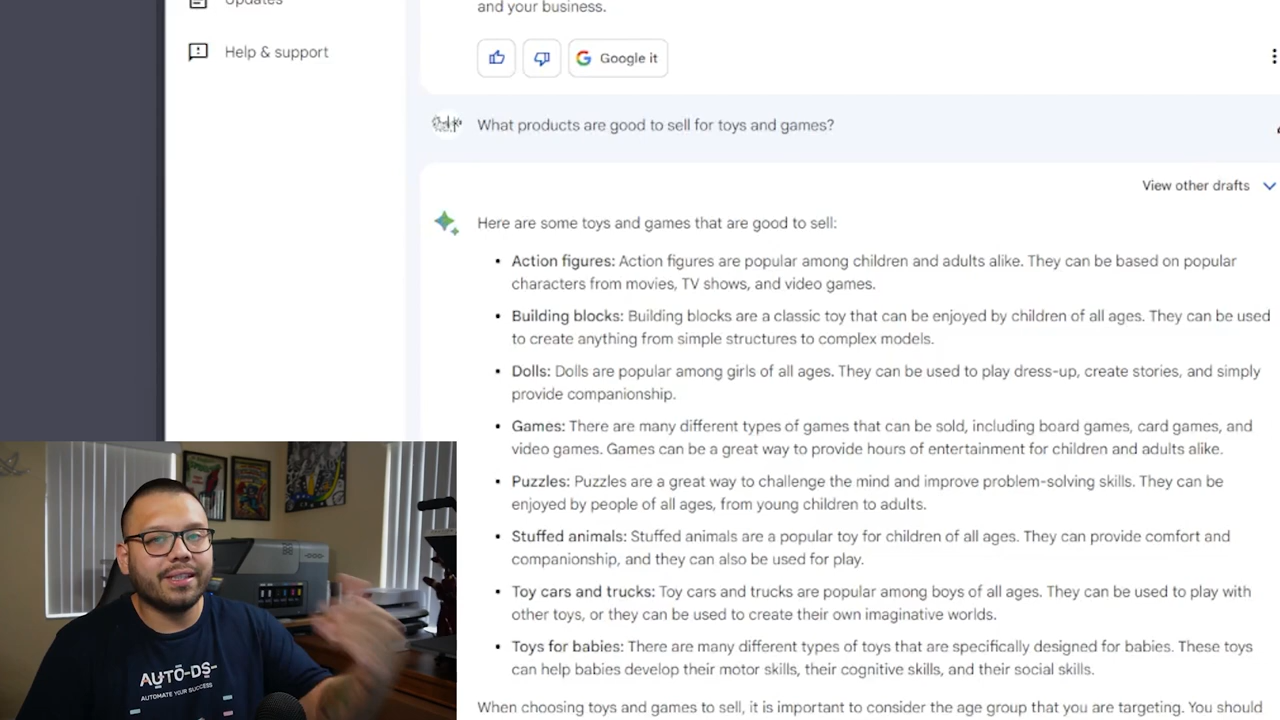 Updates
Help & support
and your business.
Google it
What products are good to sell for toys and games?
View other drafts
Here are some toys and games that are good to sell:
• Action figures: Action figures are popular among children and adults alike. They can be based on popular
characters from movies, TV shows, and video games.
• Building blocks: Building blocks are a classic toy that can be enjoyed by children of all ages. They can be used
to create anything from simple structures to complex models.
• Dolls: Dolls are popular among girls of all ages. They can be used to play dress-up, create stories, and simply
provide companionship.
• Games: There are many different types of games that can be sold, including board games, card games, and
video games. Games can be a great way to provide hours of entertainment for children and adults alike.
• Puzzles: Puzzles are a great way to challenge the mind and improve problem-solving skills. They can be
enjoyed by people of all ages, from young children to adults.
• Stuffed animals: Stuffed animals are a popular toy for children of all ages. They can provide comfort and
companionship, and they can also be used for play.
• Toy cars and trucks: Toy cars and trucks are popular among boys of all ages. They can be used to play with
other toys, or they can be used to create their own imaginative worlds.
• Toys for babies: There are many different types of toys that are specifically designed for babies. These toys
can help babies develop their motor skills, their cognitive skills, and their social skills.
When choosing toys and games to sell, it is important to consider the age group that you are targeting. You should
AUTO-DS
AUTOMATE YOUR SUCCESS